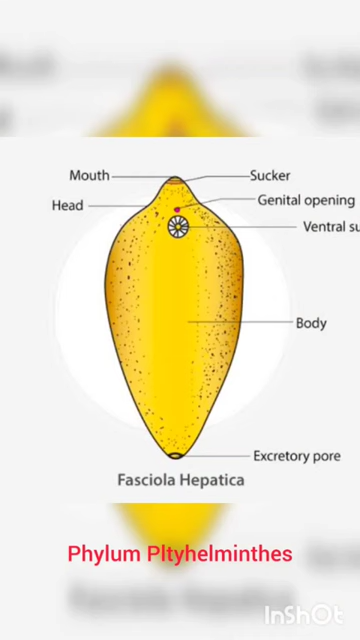 Mouth
Sucker
Head
Genital opening
Ventral su
Body
Excretory pore
Fasciola Hepatica
Phylum Pltyhelminthes
InShOt